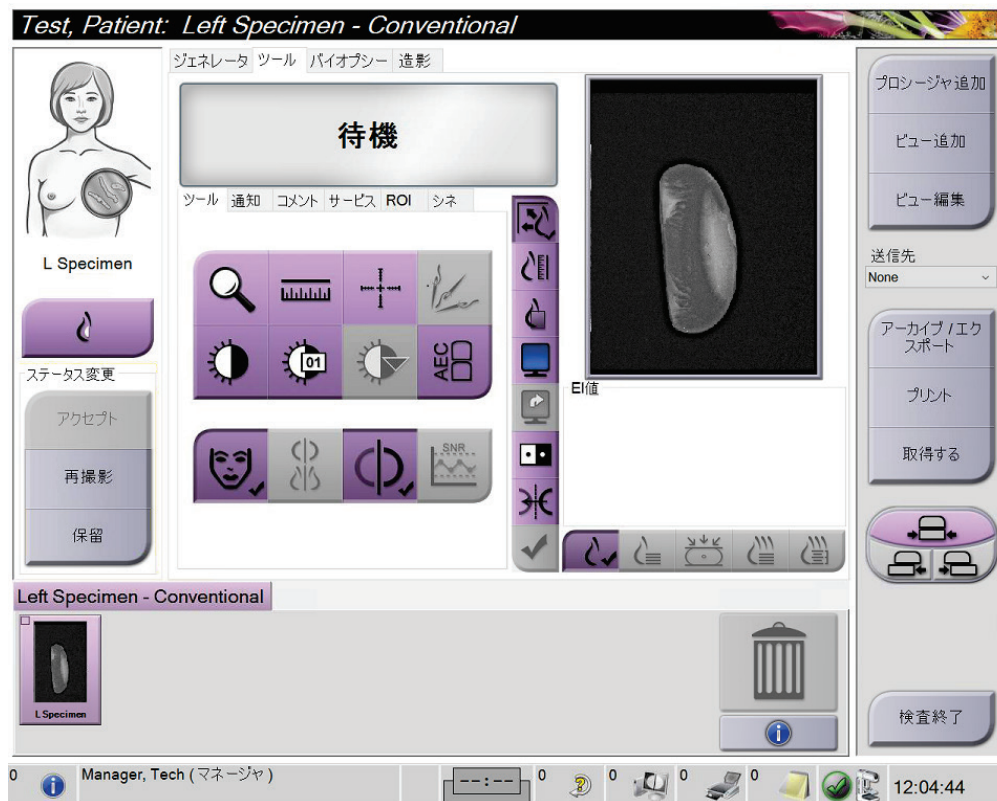 Test, Patient:  Left Specimen - Conventional
ジェネレータ ツール バイオプシー 造影
待機
ツール 通知 コメント サービス ROI シネ
L Specimen
01
AEC
SNR
ステータス変更
アクセプト
再撮影
保留
EI値
プロシージャ追加
ビュー追加
ビュー編集
送信先
None
アーカイブ / エク
スポート
プリント
取得する
Left Specimen - Conventional
L Specimen
検査終了
0 Manager, Tech ( マネージャ ) --:-- 0 0 0 0 12:04:44